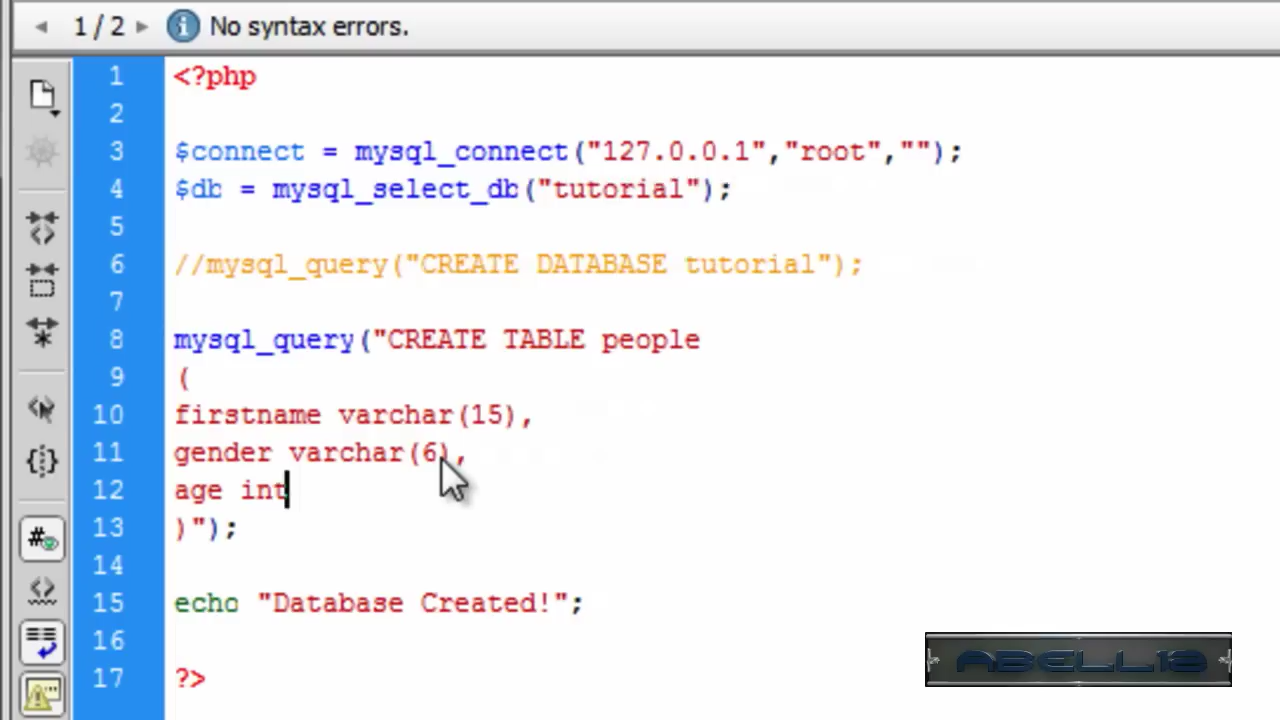 1 / 2 No syntax errors.
1 <?php
2
3 $connect = mysql_connect("127.0.0.1","root","");
4 $db = mysql_select_db("tutorial");
5
6 //mysql_query("CREATE DATABASE tutorial");
7
8 mysql_query("CREATE TABLE people
9 (
10 firstname varchar(15),
11 gender varchar(6),
12 age int
13 )");
14
15 echo "Database Created!";
16
17 ?>
ABELL12